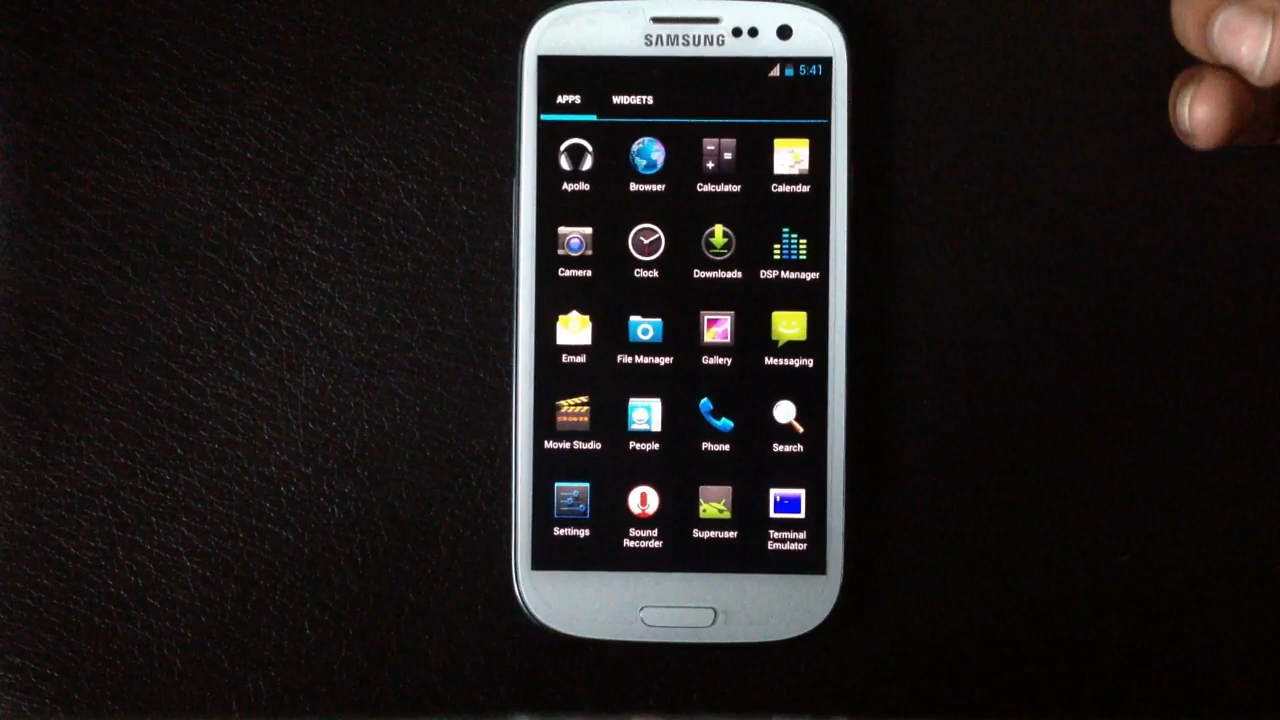 SAMSUNG
5:41
APPS WIDGETS
Apollo Browser Calculator Calendar
Camera Clock Downloads DSP Manager
Email File Manager Gallery Messaging
Movie Studio People Phone Search
Settings Sound Recorder Superuser Terminal Emulator